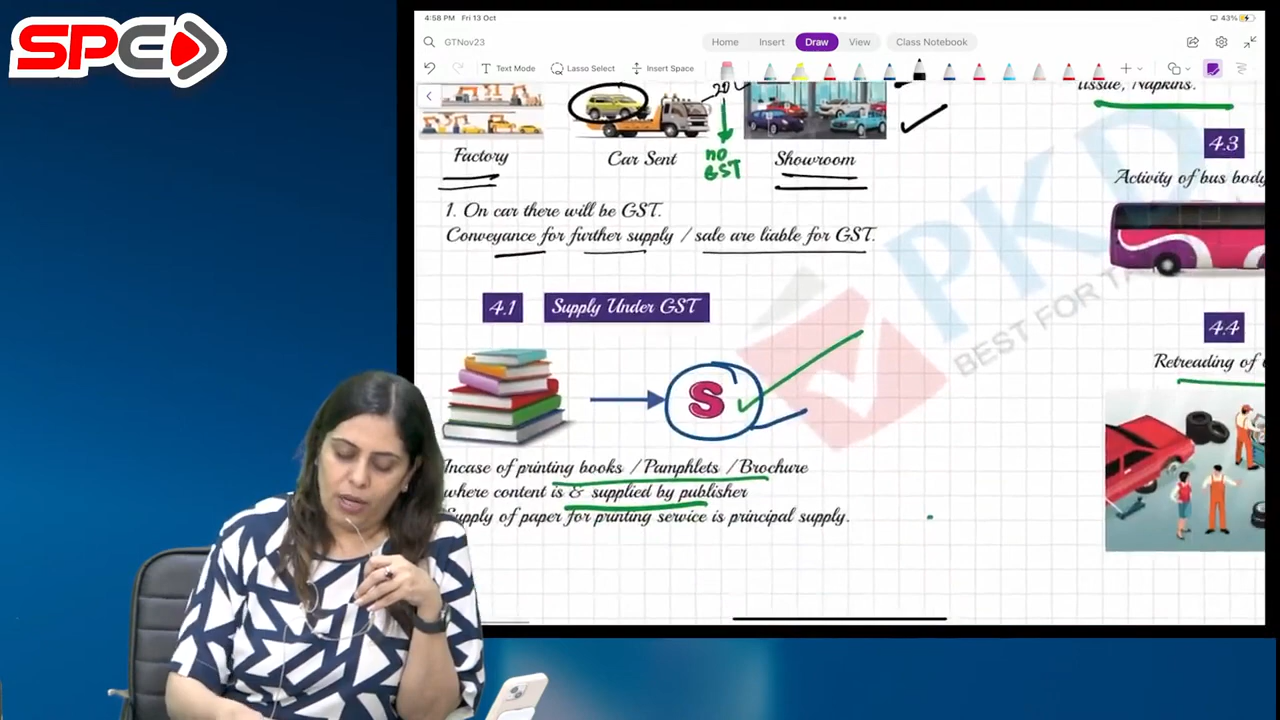 SPC
4:58 PM Fri 13 Oct
43%
GTNov23
Home Insert Draw View Class Notebook
Text Mode Lasso Select Insert Space
20L
no
GST
Factory Car Sent Showroom
1. On car there will be GST.
Conveyance for further supply / sale are liable for GST.
4.1 Supply Under GST
S
Incase of printing books / Pamphlets / Brochure
where content is & supplied by publisher
Supply of paper for printing service is principal supply.
tissue, Napkins.
4.3
Activity of bus body
4.4
Retreading of
PKD
BEST FOR TA